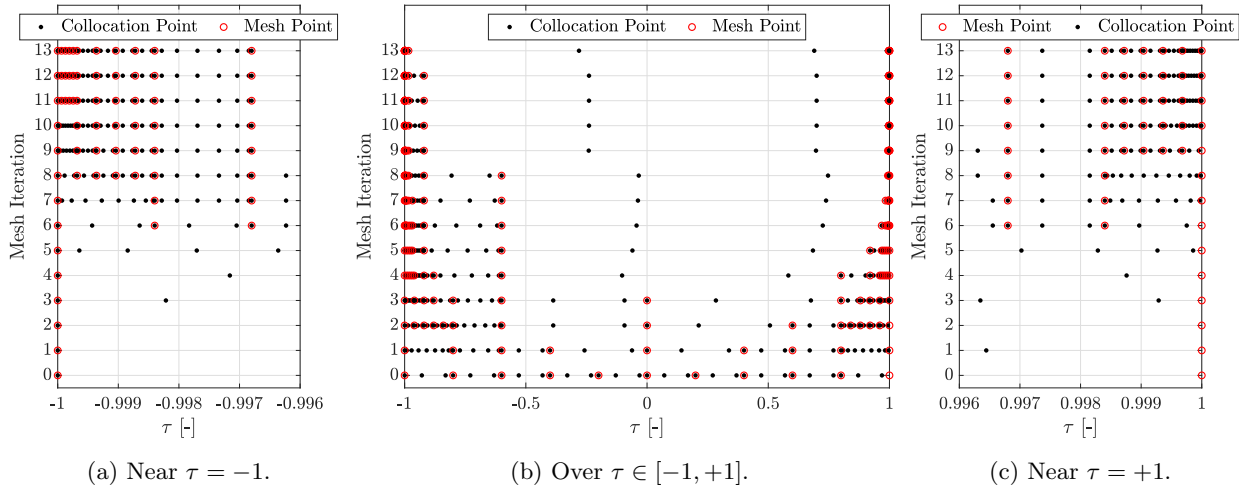 Collocation Point Mesh Point
Mesh Iteration
13
12
11
10
9
8
7
6
5
4
3
2
1
0
-1 -0.999 -0.998 -0.997 -0.996
τ [-]
(a) Near τ = −1.
Collocation Point Mesh Point
Mesh Iteration
13
12
11
10
9
8
7
6
5
4
3
2
1
0
-1 -0.5 0 0.5 1
τ [-]
(b) Over τ ∈ [−1, +1].
Mesh Point Collocation Point
Mesh Iteration
13
12
11
10
9
8
7
6
5
4
3
2
1
0
0.996 0.997 0.998 0.999 1
τ [-]
(c) Near τ = +1.